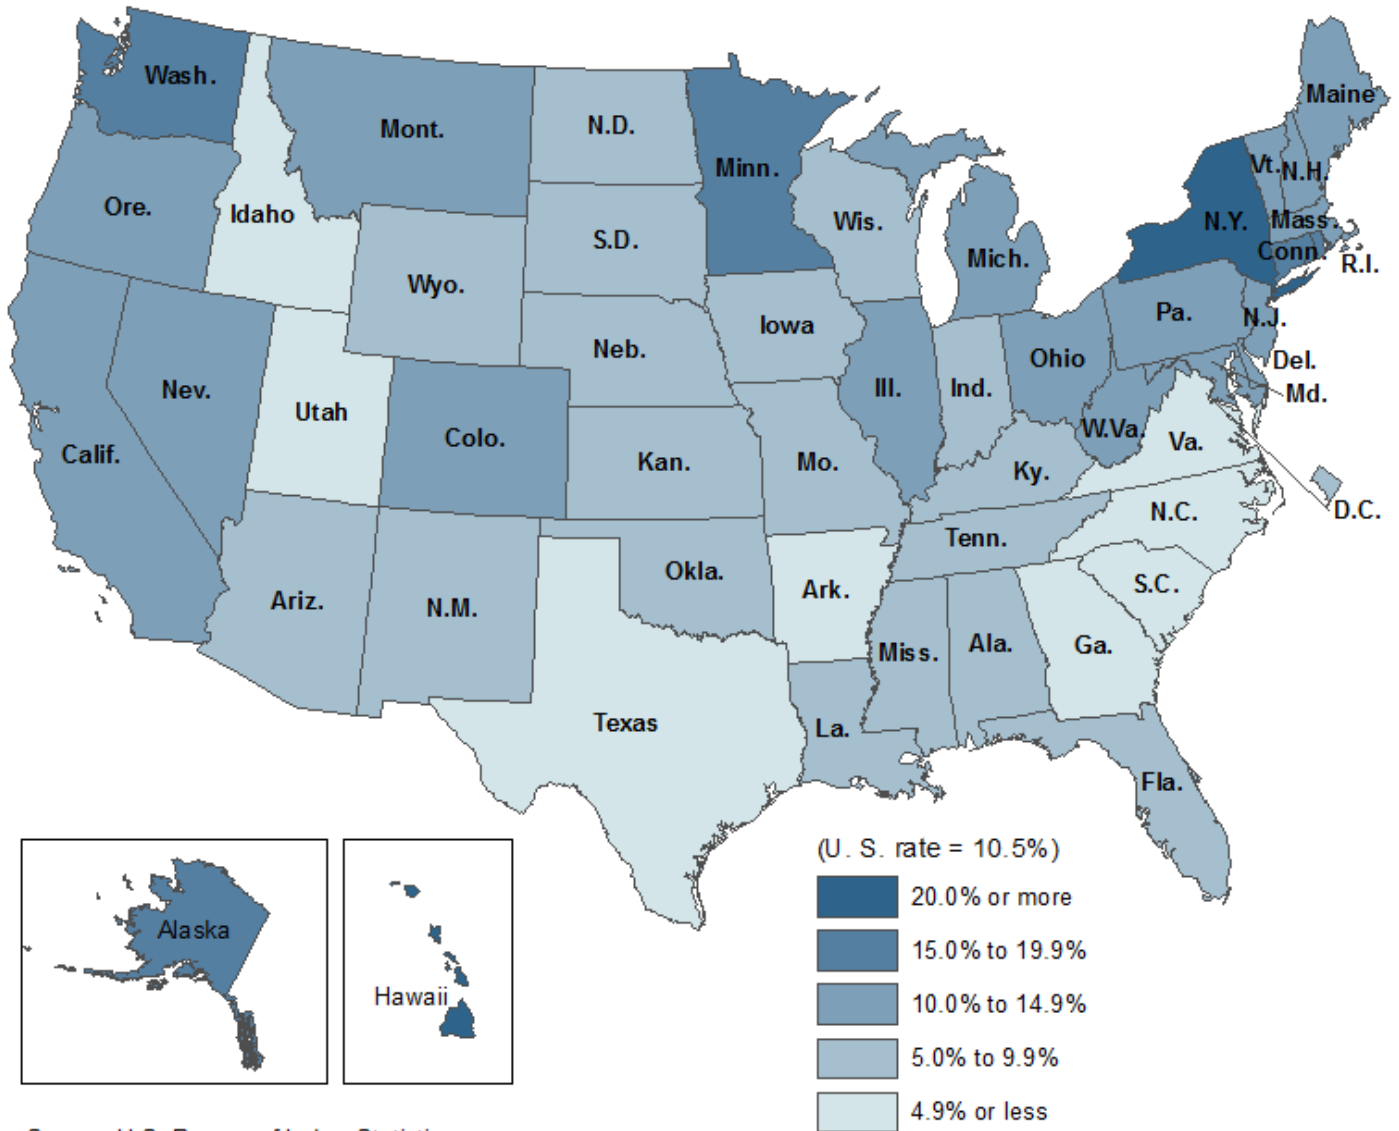 Wash.
Mont.
N.D.
Minn.
Maine
Ore.
Idaho
S.D.
Wis.
Mich.
Vt.
N.H.
N.Y.
Mass.
Conn.
R.I.
Wyo.
Iowa
Neb.
Pa.
N.J.
Ohio
Del.
Md.
Nev.
Utah
Colo.
Ill.
Ind.
W.Va.
Va.
Calif.
Kan.
Mo.
Ky.
D.C.
N.C.
Tenn.
Okla.
Ark.
S.C.
Ariz.
N.M.
Miss.
Ala.
Ga.
Texas
La.
Fla.
Alaska
Hawaii
(U. S. rate = 10.5%)
20.0% or more
15.0% to 19.9%
10.0% to 14.9%
5.0% to 9.9%
4.9% or less